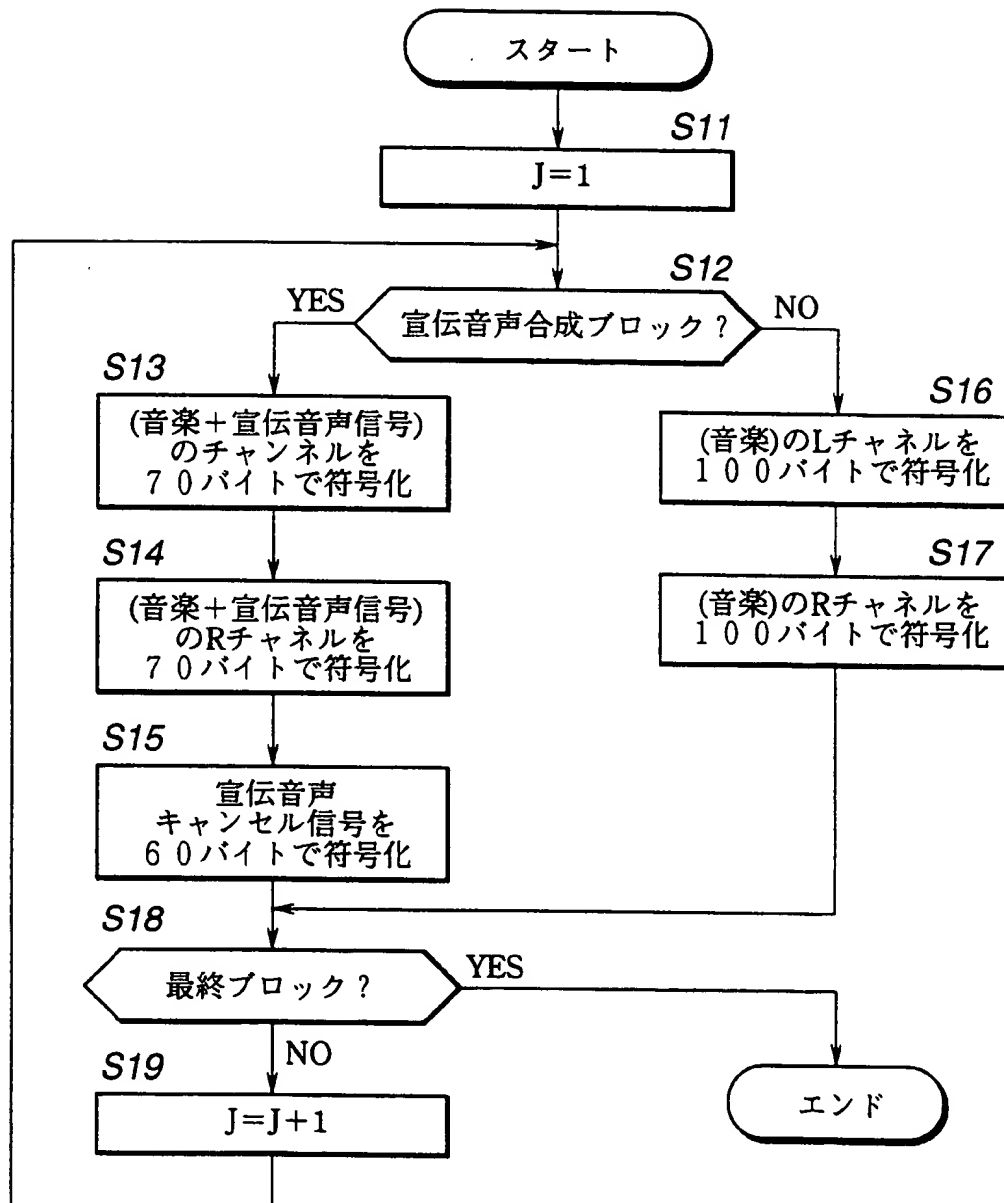 スタート
S11
J=1
S12
YES
宣伝音声合成ブロック?
NO
S13
(音楽+宣伝音声信号)
のチャンネルを
70バイトで符号化
S16
(音楽)のLチャネルを
100バイトで符号化
S14
(音楽+宣伝音声信号)
のRチャネルを
70バイトで符号化
S17
(音楽)のRチャネルを
100バイトで符号化
S15
宣伝音声
キャンセル信号を
60バイトで符号化
S18
最終ブロック?
YES
NO
S19
J=J+1
エンド